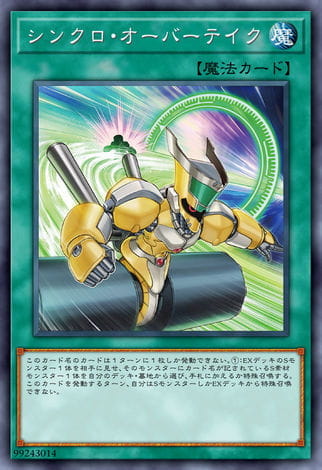 シンクロ・オーバーテイク
魔
【魔法カード】
このカード名のカードは1ターンに1枚しか発動できない。①:EXデッキのS
モンスター1体を相手に見せ、そのモンスターにカード名が記されているS素材
モンスター1体を自分のデッキ・墓地から選び、手札に加えるか特殊召喚する。
このカードを発動するターン、自分はSモンスターしかEXデッキから特殊召喚
できない。
99243014